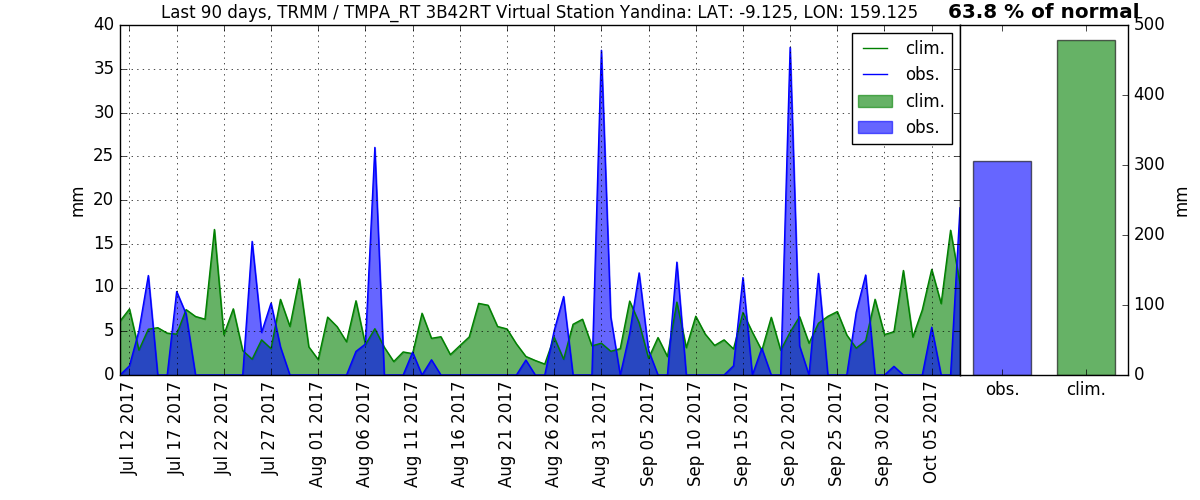 Last 90 days, TRMM / TMPA_RT 3B42RT Virtual Station Yandina: LAT: -9.125, LON: 159.125
63.8 % of normal
40
35
30
25
20
15
10
5
0
mm
clim.
obs.
clim.
obs.
Jul 12 2017
Jul 17 2017
Jul 22 2017
Jul 27 2017
Aug 01 2017
Aug 06 2017
Aug 11 2017
Aug 16 2017
Aug 21 2017
Aug 26 2017
Aug 31 2017
Sep 05 2017
Sep 10 2017
Sep 15 2017
Sep 20 2017
Sep 25 2017
Sep 30 2017
Oct 05 2017
500
400
300
200
100
0
mm
obs.
clim.